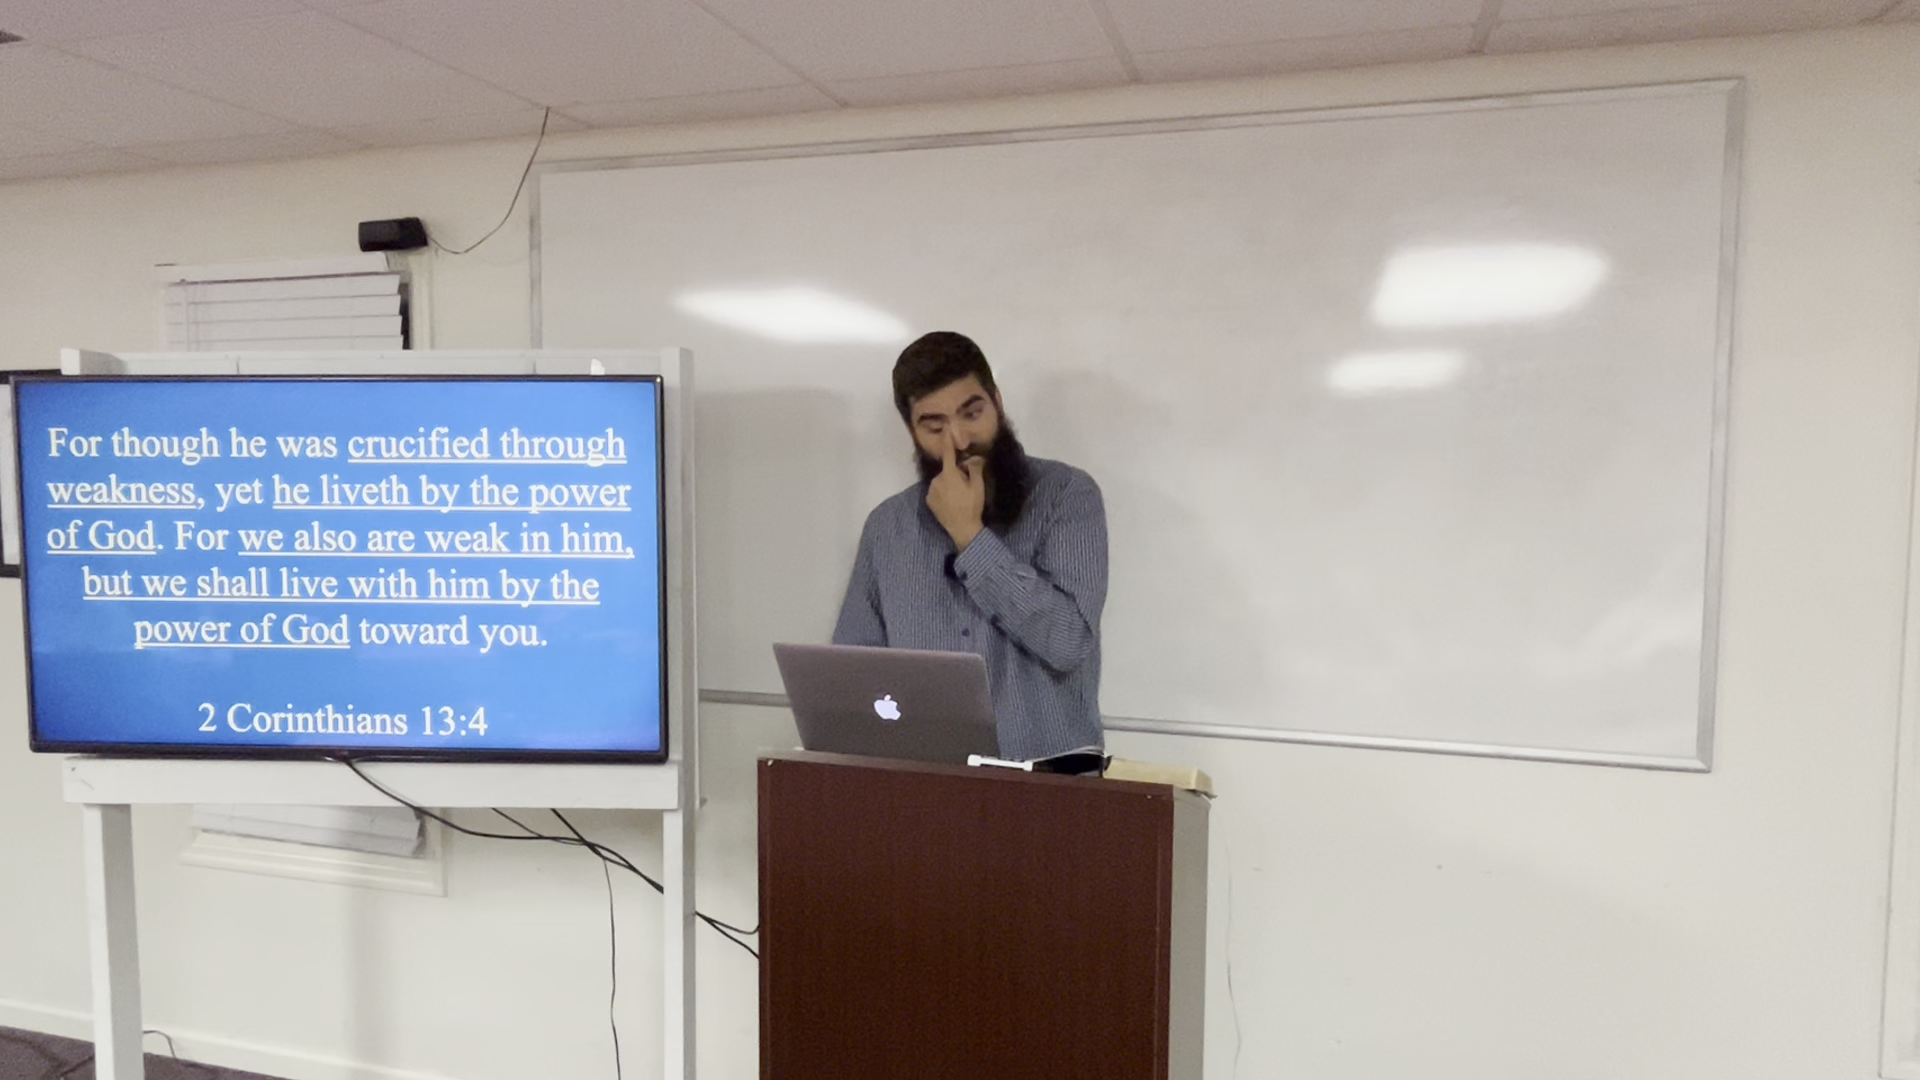 For though he was crucified through
weakness, yet he liveth by the power
of God. For we also are weak in him,
but we shall live with him by the
power of God toward you.
2 Corinthians 13:4